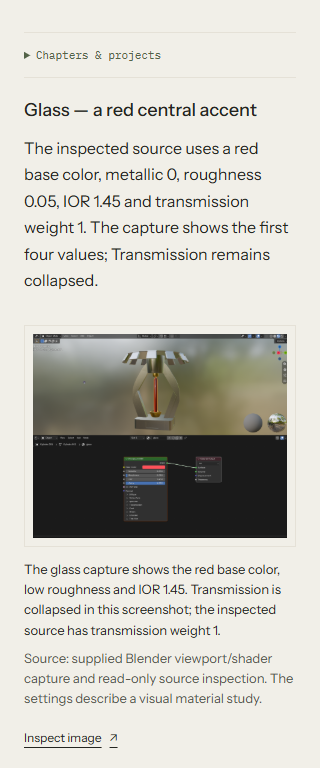 Chapters & projects
Glass — a red central accent
The inspected source uses a red
base color, metallic 0, roughness
0.05, IOR 1.45 and transmission
weight 1. The capture shows the first
four values; Transmission remains
collapsed.
The glass capture shows the red base color,
low roughness and IOR 1.45. Transmission is
collapsed in this screenshot; the inspected
source has transmission weight 1.
Source: supplied Blender viewport/shader
capture and read-only source inspection. The
settings describe a visual material study.
Inspect image ↗